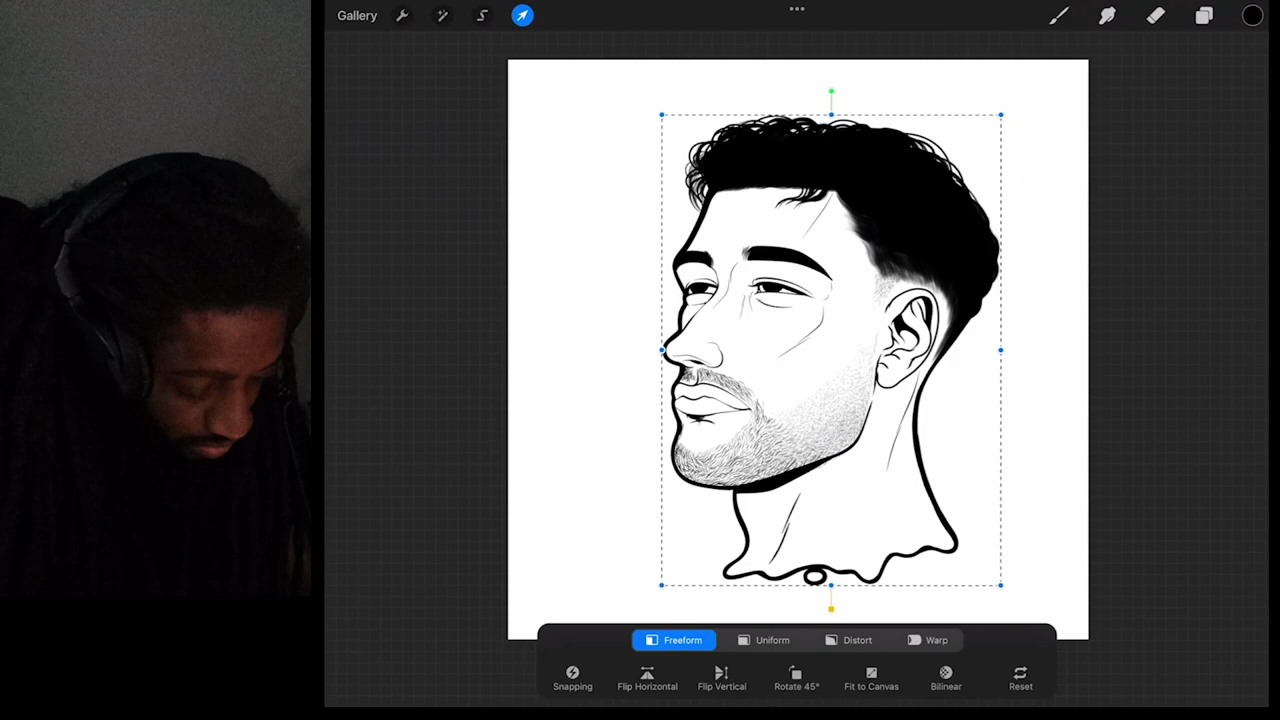 Gallery
Freeform Uniform Distort Warp
Snapping Flip Horizontal Flip Vertical Rotate 45° Fit to Canvas Bilinear Reset